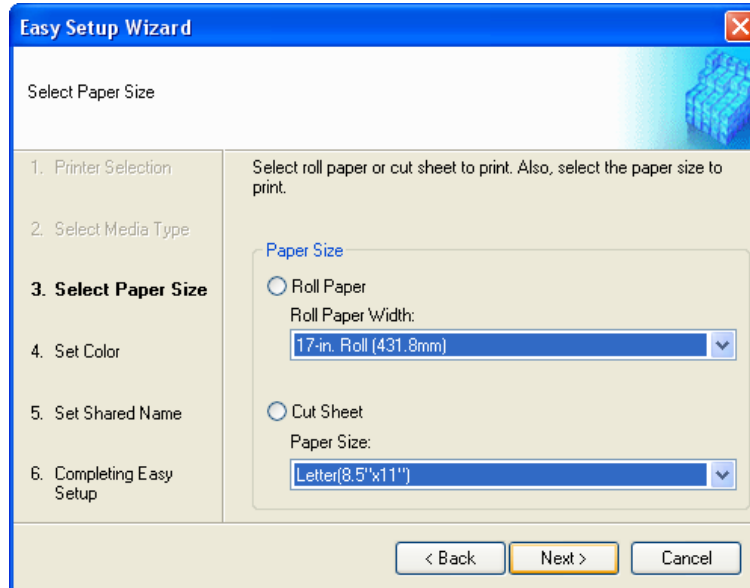 Easy Setup Wizard
Select Paper Size
1. Printer Selection
2. Select Media Type
3. Select Paper Size
4. Set Color
5. Set Shared Name
6. Completing Easy
Setup
Select roll paper or cut sheet to print. Also, select the paper size to
print.
Paper Size
Roll Paper
Roll Paper Width:
17-in. Roll (431.8mm)
Cut Sheet
Paper Size:
Letter(8.5"x11")
< Back
Next >
Cancel